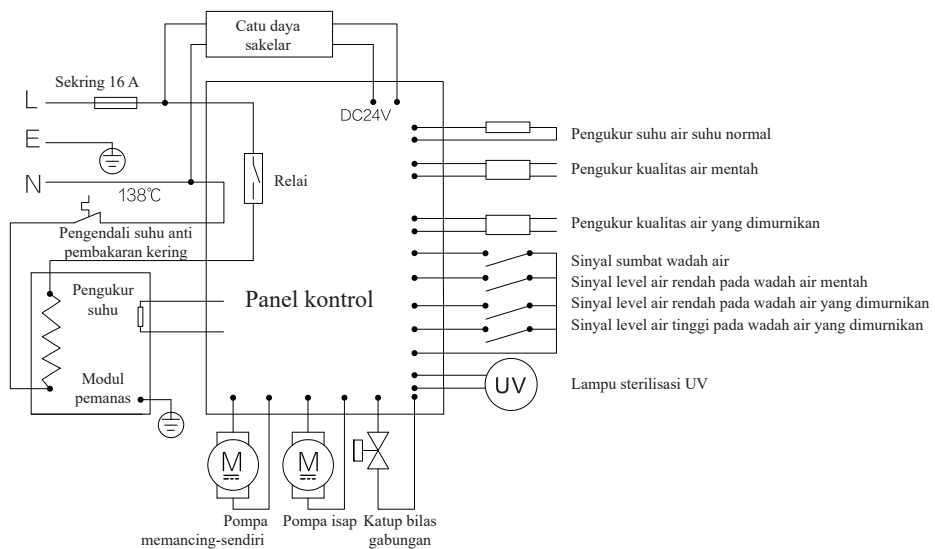 Catu daya
sakelar
Sekring 16 A
L
DC24V
E
Pengukur suhu air suhu normal
Pengukur kualitas air mentah
N
138℃
Relai
Pengendali suhu anti
pembakaran kering
Pengukur kualitas air yang dimurnikan
Sinyal sumbat wadah air
Sinyal level air rendah pada wadah air mentah
Sinyal level air rendah pada wadah air yang dimurnikan
Sinyal level air tinggi pada wadah air yang dimurnikan
Pengukur
suhu
Panel kontrol
Modul
pemanas
UV
Lampu sterilisasi UV
M
M
Pompa
memancing-sendiri
Pompa isap
Katup bilas
gabungan